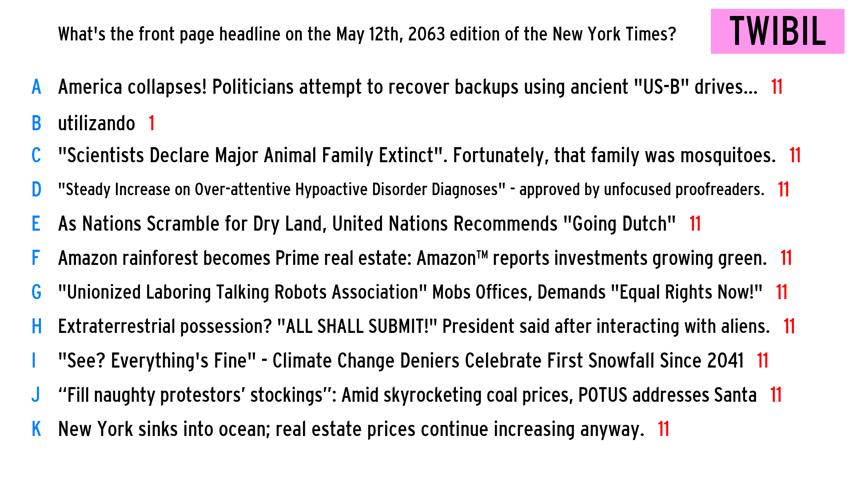 What's the front page headline on the May 12th, 2063 edition of the New York Times?
TWIBIL
A America collapses! Politicians attempt to recover backups using ancient "US-B" drives... 11
B utilizando 1
C "Scientists Declare Major Animal Family Extinct". Fortunately, that family was mosquitoes. 11
D "Steady Increase on Over-attentive Hypoactive Disorder Diagnoses" - approved by unfocused proofreaders. 11
E As Nations Scramble for Dry Land, United Nations Recommends "Going Dutch" 11
F Amazon rainforest becomes Prime real estate: Amazon™ reports investments growing green. 11
G "Unionized Laboring Talking Robots Association" Mobs Offices, Demands "Equal Rights Now!" 11
H Extraterrestrial possession? "ALL SHALL SUBMIT!" President said after interacting with aliens. 11
I "See? Everything's Fine" - Climate Change Deniers Celebrate First Snowfall Since 2041 11
J “Fill naughty protestors’ stockings”: Amid skyrocketing coal prices, POTUS addresses Santa 11
K New York sinks into ocean; real estate prices continue increasing anyway. 11